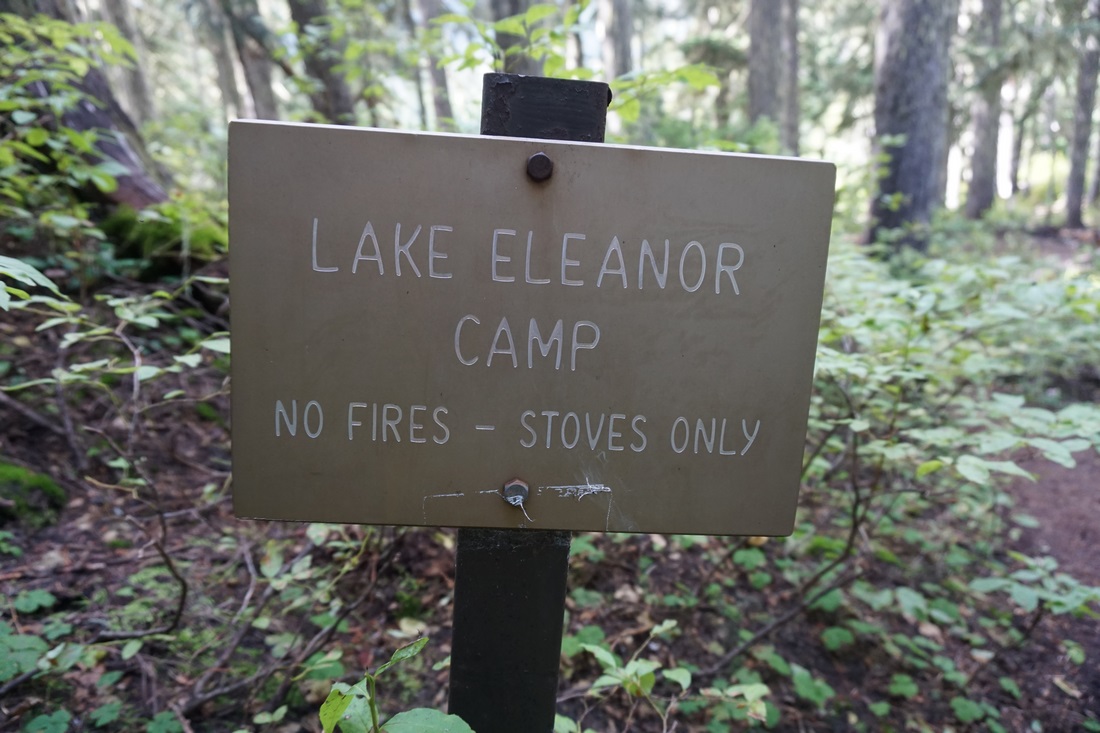 LAKE ELEANOR
CAMP
NO FIRES – STOVES ONLY